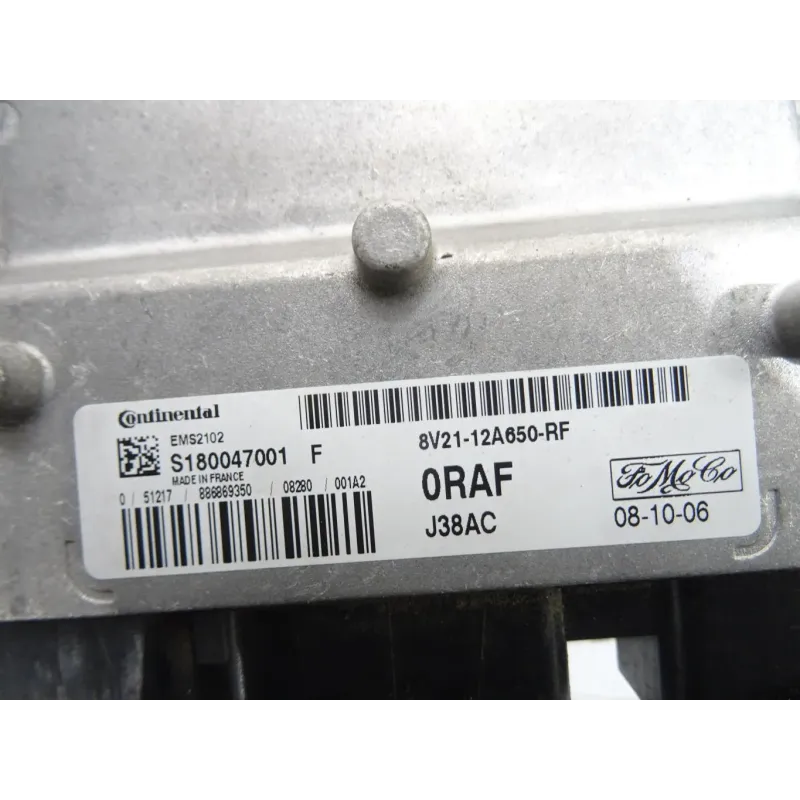 Continental
EMS2102
S180047001 F
MADE IN FRANCE
0 / 51217 / 886869350 / 08280 / 001A2
8V21-12A650-RF
0RAF
J38AC
FoMoCo
08-10-06